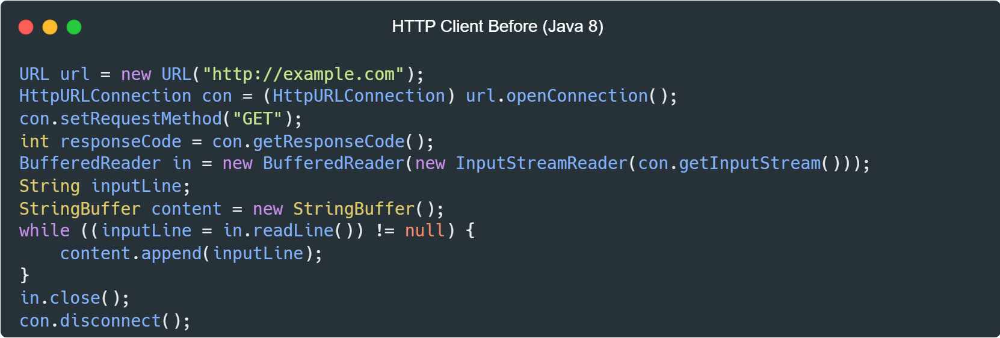 HTTP Client Before (Java 8)
URL url = new URL("http://example.com");
HttpURLConnection con = (HttpURLConnection) url.openConnection();
con.setRequestMethod("GET");
int responseCode = con.getResponseCode();
BufferedReader in = new BufferedReader(new InputStreamReader(con.getInputStream()));
String inputLine;
StringBuffer content = new StringBuffer();
while ((inputLine = in.readLine()) != null) {
    content.append(inputLine);
}
in.close();
con.disconnect();